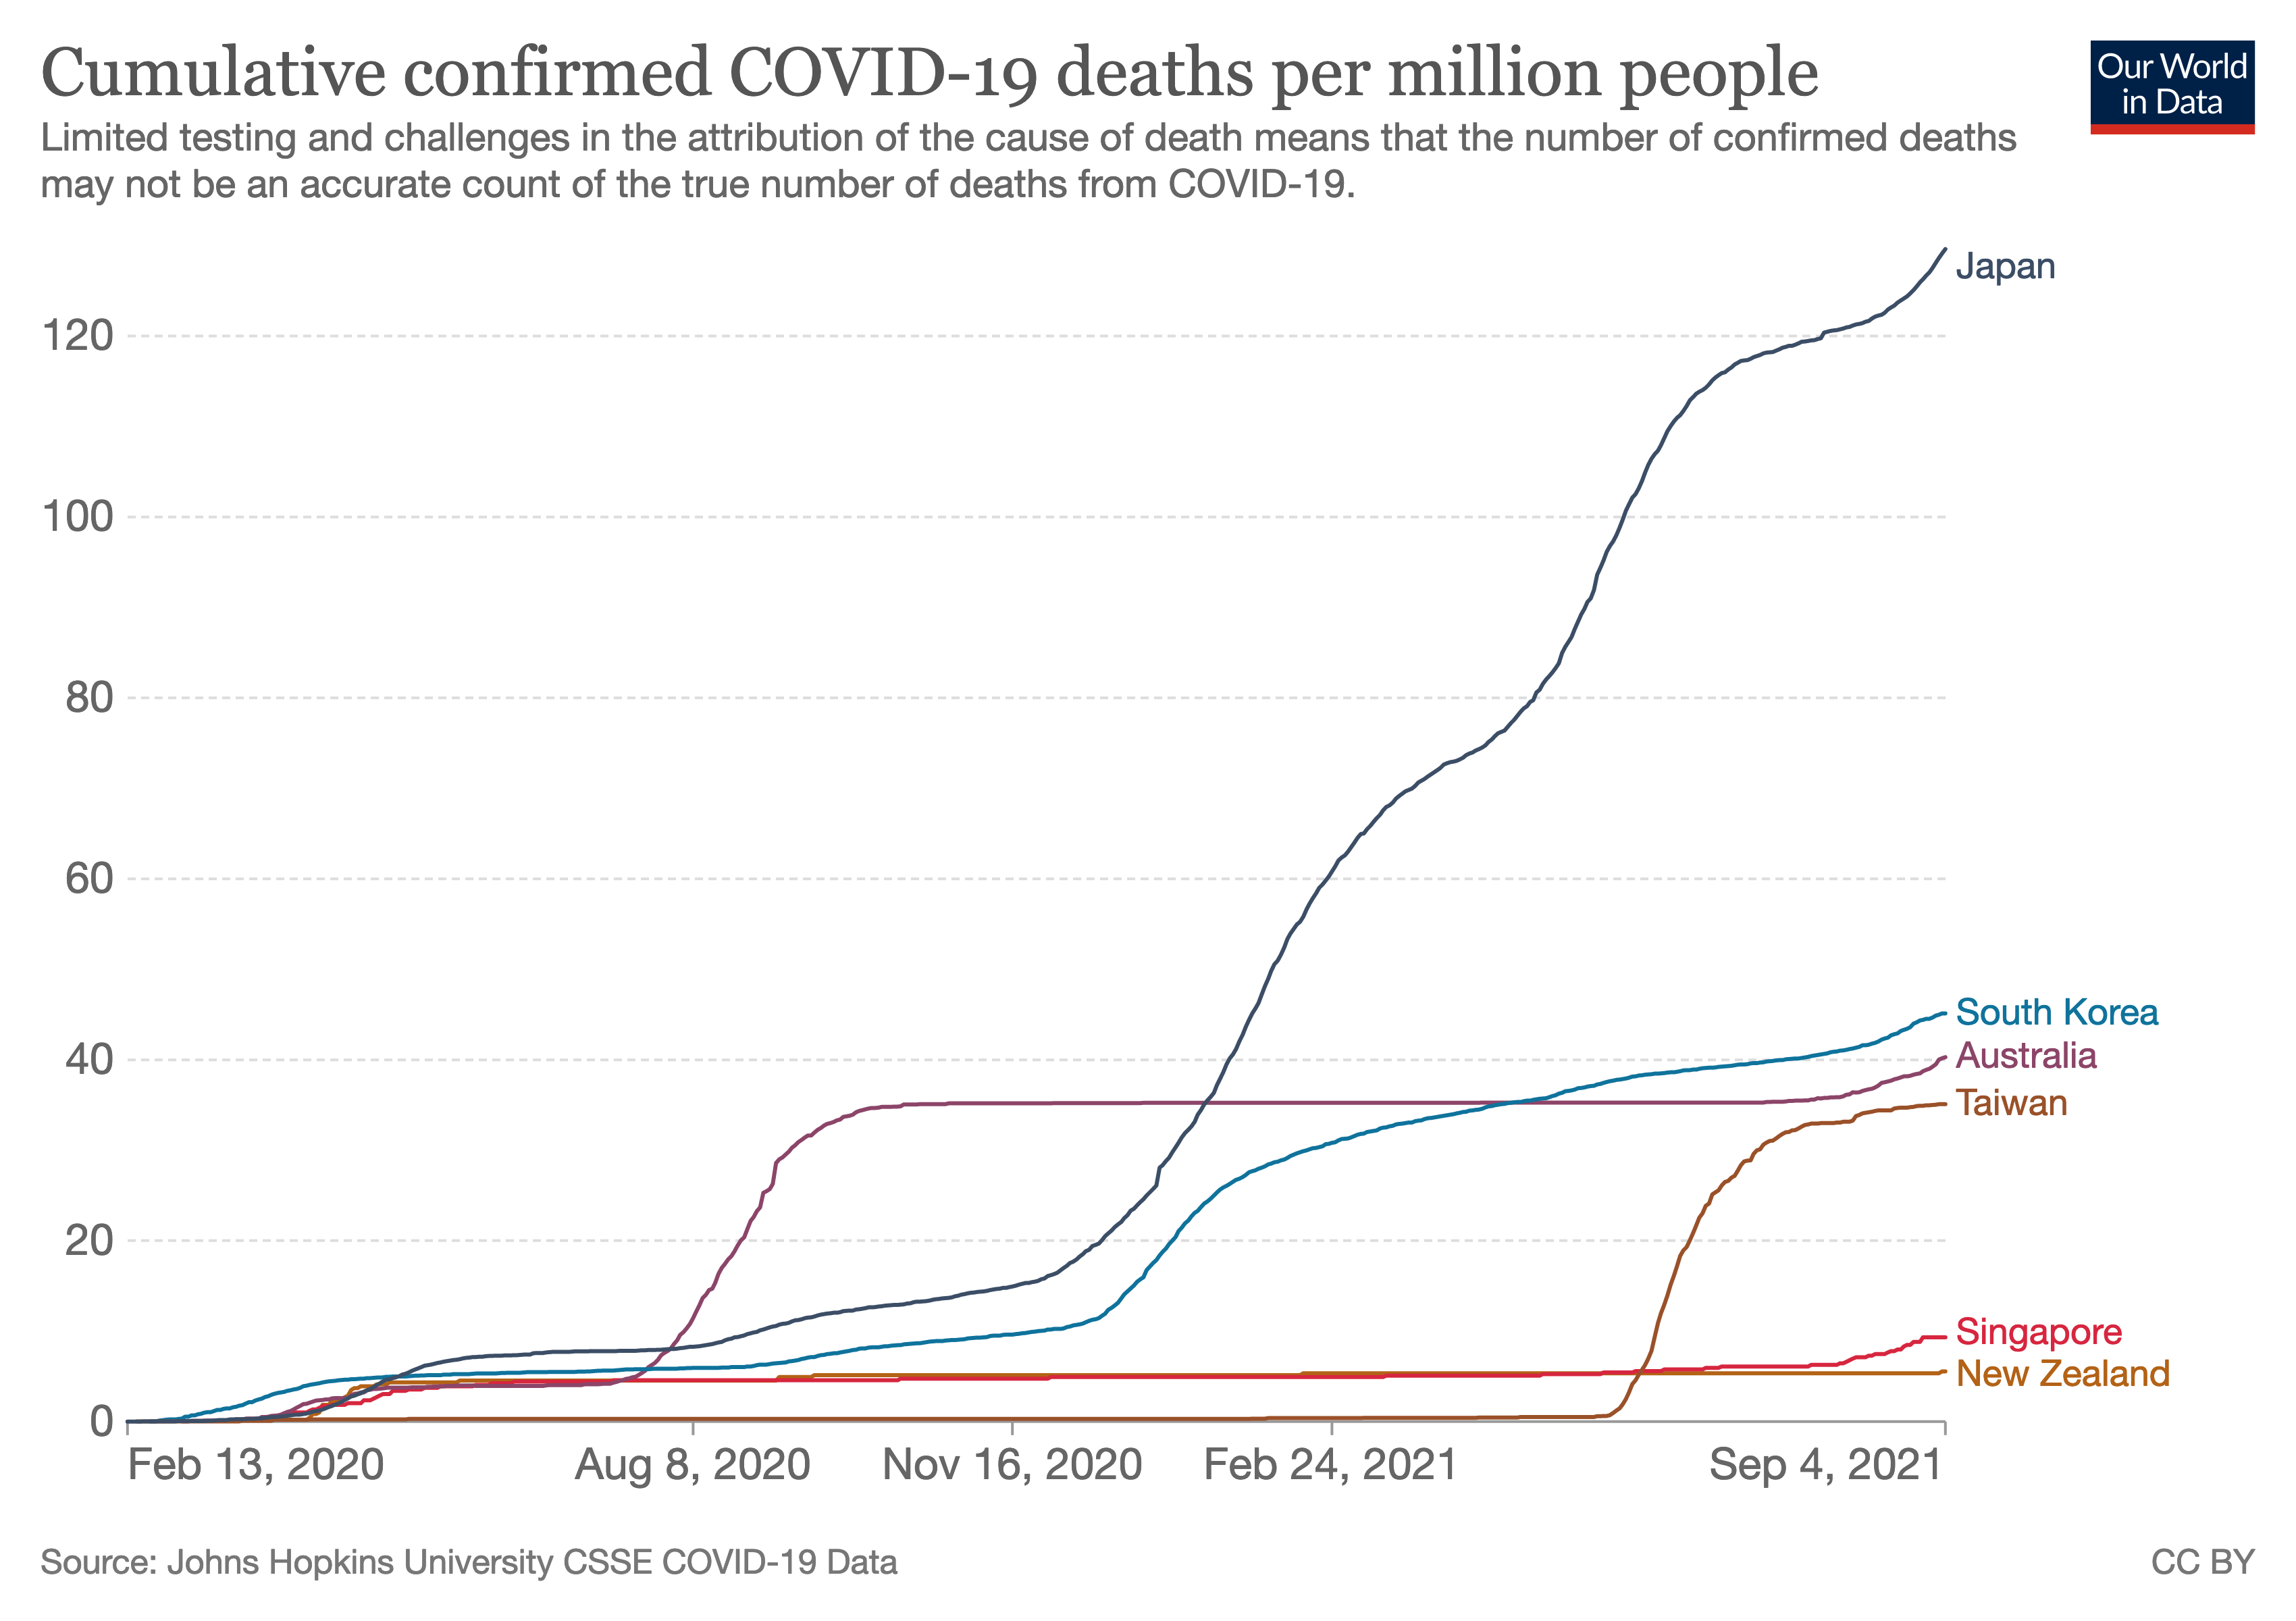 Cumulative confirmed COVID-19 deaths per million people
Our World
in Data
Limited testing and challenges in the attribution of the cause of death means that the number of confirmed deaths
may not be an accurate count of the true number of deaths from COVID-19.
Japan
120
100
80
60
40
20
0
South Korea
Australia
Taiwan
Singapore
New Zealand
Feb 13, 2020
Aug 8, 2020
Nov 16, 2020
Feb 24, 2021
Sep 4, 2021
Source: Johns Hopkins University CSSE COVID-19 Data
CC BY